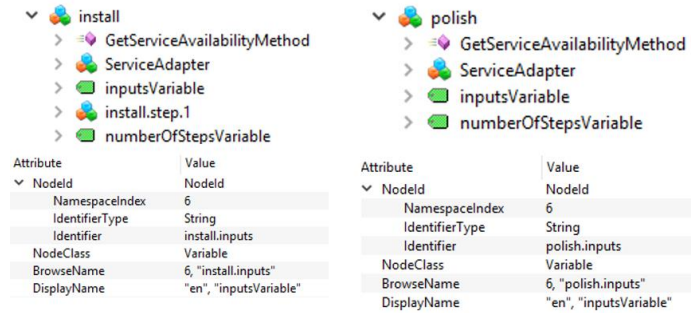 install
GetServiceAvailabilityMethod
ServiceAdapter
inputsVariable
install.step.1
numberOfStepsVariable
Attribute Value
NodeId NodeId
NamespaceIndex 6
IdentifierType String
Identifier install.inputs
NodeClass Variable
BrowseName 6, "install.inputs"
DisplayName "en", "inputsVariable"
polish
GetServiceAvailabilityMethod
ServiceAdapter
inputsVariable
numberOfStepsVariable
Attribute Value
NodeId NodeId
NamespaceIndex 6
IdentifierType String
Identifier polish.inputs
NodeClass Variable
BrowseName 6, "polish.inputs"
DisplayName "en", "inputsVariable"